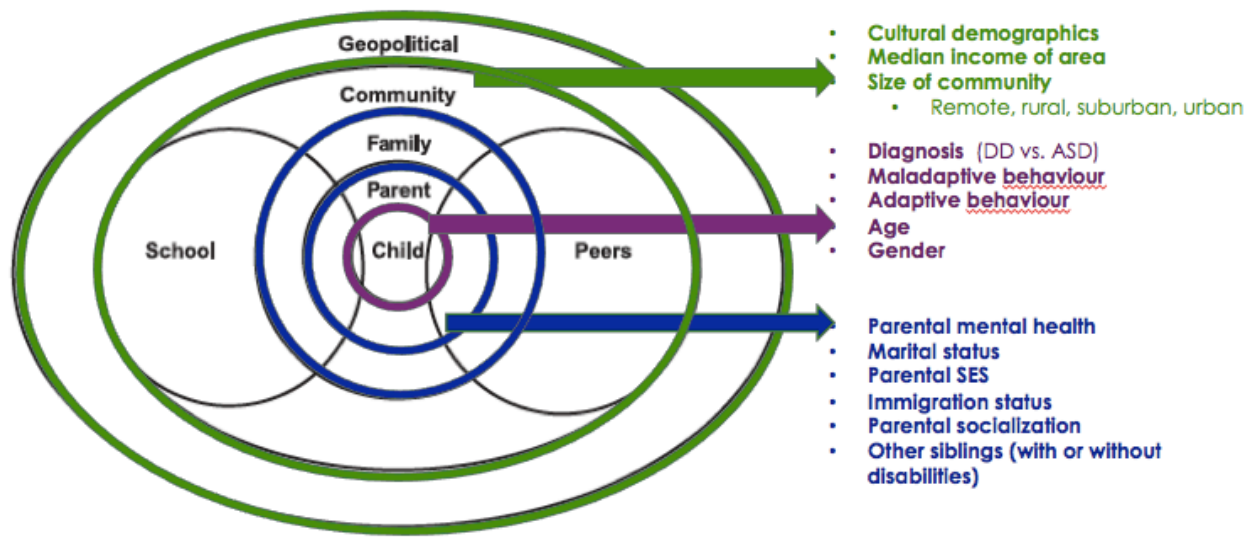 Geopolitical
Community
Family
Parent
Child
School
Peers
• Cultural demographics
• Median income of area
• Size of community
• Remote, rural, suburban, urban
• Diagnosis (DD vs. ASD)
• Maladaptive behaviour
• Adaptive behaviour
• Age
• Gender
• Parental mental health
• Marital status
• Parental SES
• Immigration status
• Parental socialization
• Other siblings (with or without
disabilities)